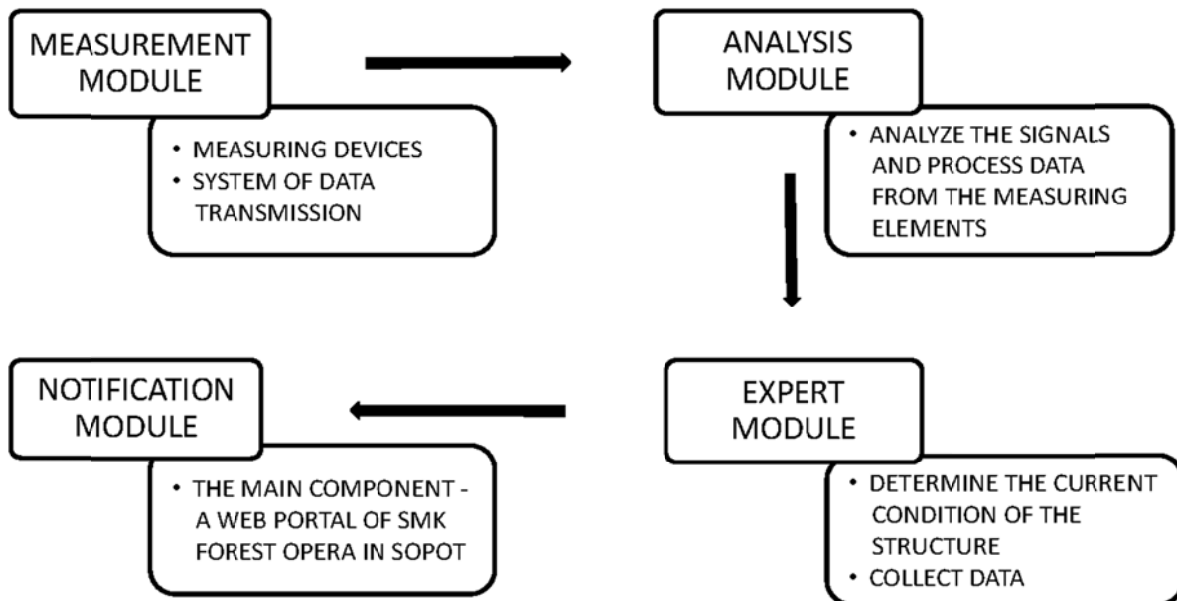 MEASUREMENT
MODULE
• MEASURING DEVICES
• SYSTEM OF DATA
TRANSMISSION
ANALYSIS
MODULE
• ANALYZE THE SIGNALS
AND PROCESS DATA
FROM THE MEASURING
ELEMENTS
EXPERT
MODULE
• DETERMINE THE CURRENT
CONDITION OF THE
STRUCTURE
• COLLECT DATA
NOTIFICATION
MODULE
• THE MAIN COMPONENT -
A WEB PORTAL OF SMK
FOREST OPERA IN SOPOT